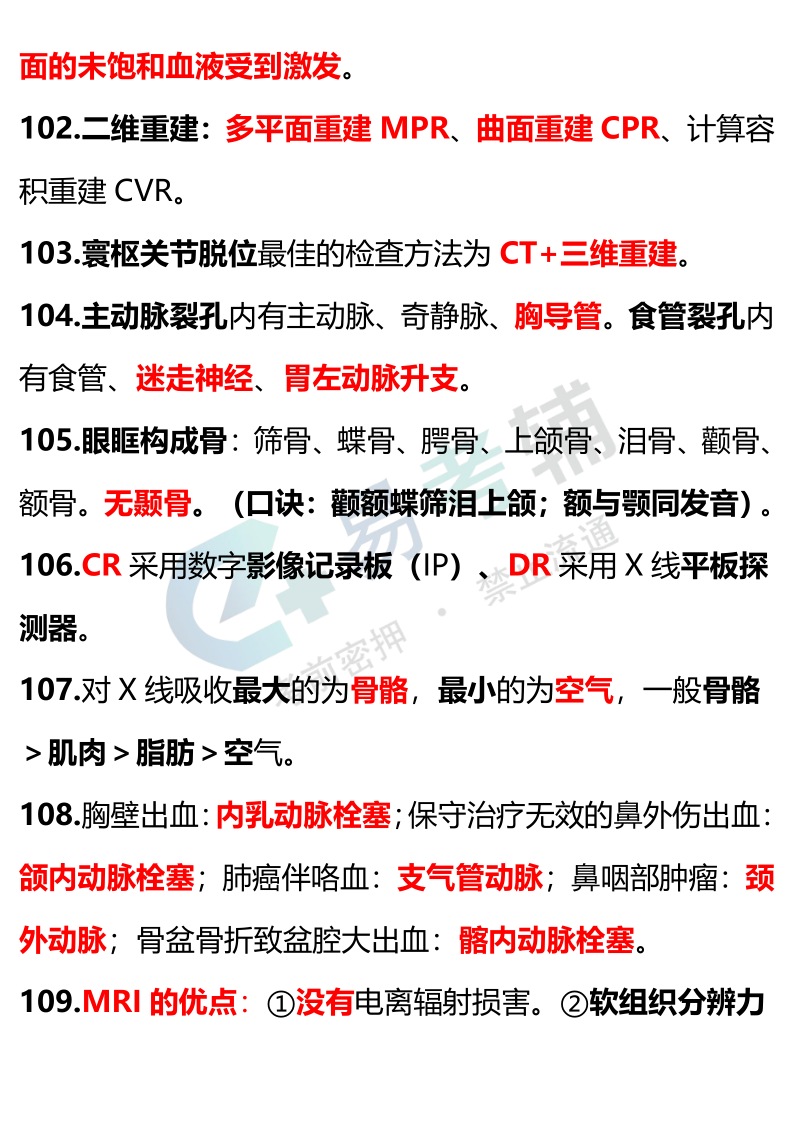 面的未饱和血液受到激发。
102.二维重建：多平面重建 MPR、曲面重建 CPR、计算容
积重建 CVR。
103.寰枢关节脱位最佳的检查方法为 CT+三维重建。
104.主动脉裂孔内有主动脉、奇静脉、胸导管。食管裂孔内
有食管、迷走神经、胃左动脉升支。
105.眼眶构成骨：筛骨、蝶骨、腭骨、上颌骨、泪骨、颧骨、
额骨。无颞骨。（口诀：颧额蝶筛泪上颌；额与颚同发音）。
106.CR 采用数字影像记录板（IP）、DR 采用 X 线平板探
测器。
107.对 X 线吸收最大的为骨骼，最小的为空气，一般骨骼
＞肌肉＞脂肪＞空气。
108.胸壁出血：内乳动脉栓塞；保守治疗无效的鼻外伤出血：
颌内动脉栓塞；肺癌伴咯血：支气管动脉；鼻咽部肿瘤：颈
外动脉；骨盆骨折致盆腔大出血：髂内动脉栓塞。
109.MRI 的优点：①没有电离辐射损害。②软组织分辨力
易考辅
考前密押 · 禁止流通